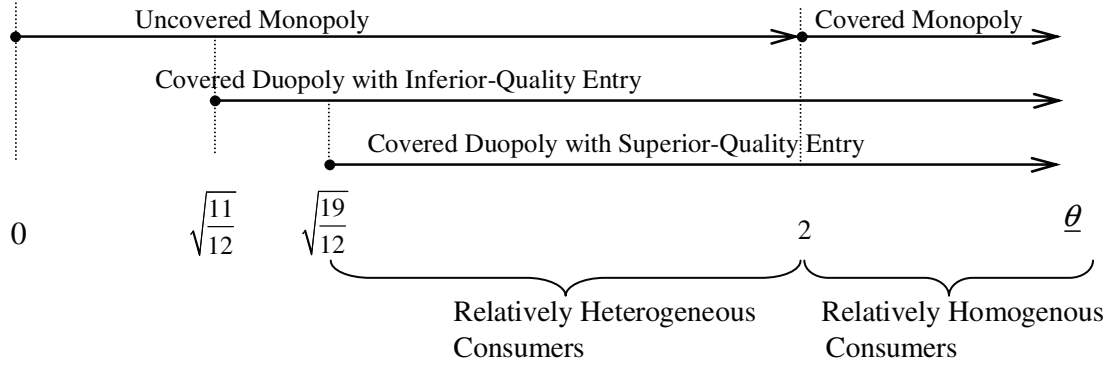 Uncovered Monopoly
Covered Monopoly
Covered Duopoly with Inferior-Quality Entry
Covered Duopoly with Superior-Quality Entry
0
√(11/12)
√(19/12)
2
θ
Relatively Heterogeneous
Consumers
Relatively Homogenous
Consumers